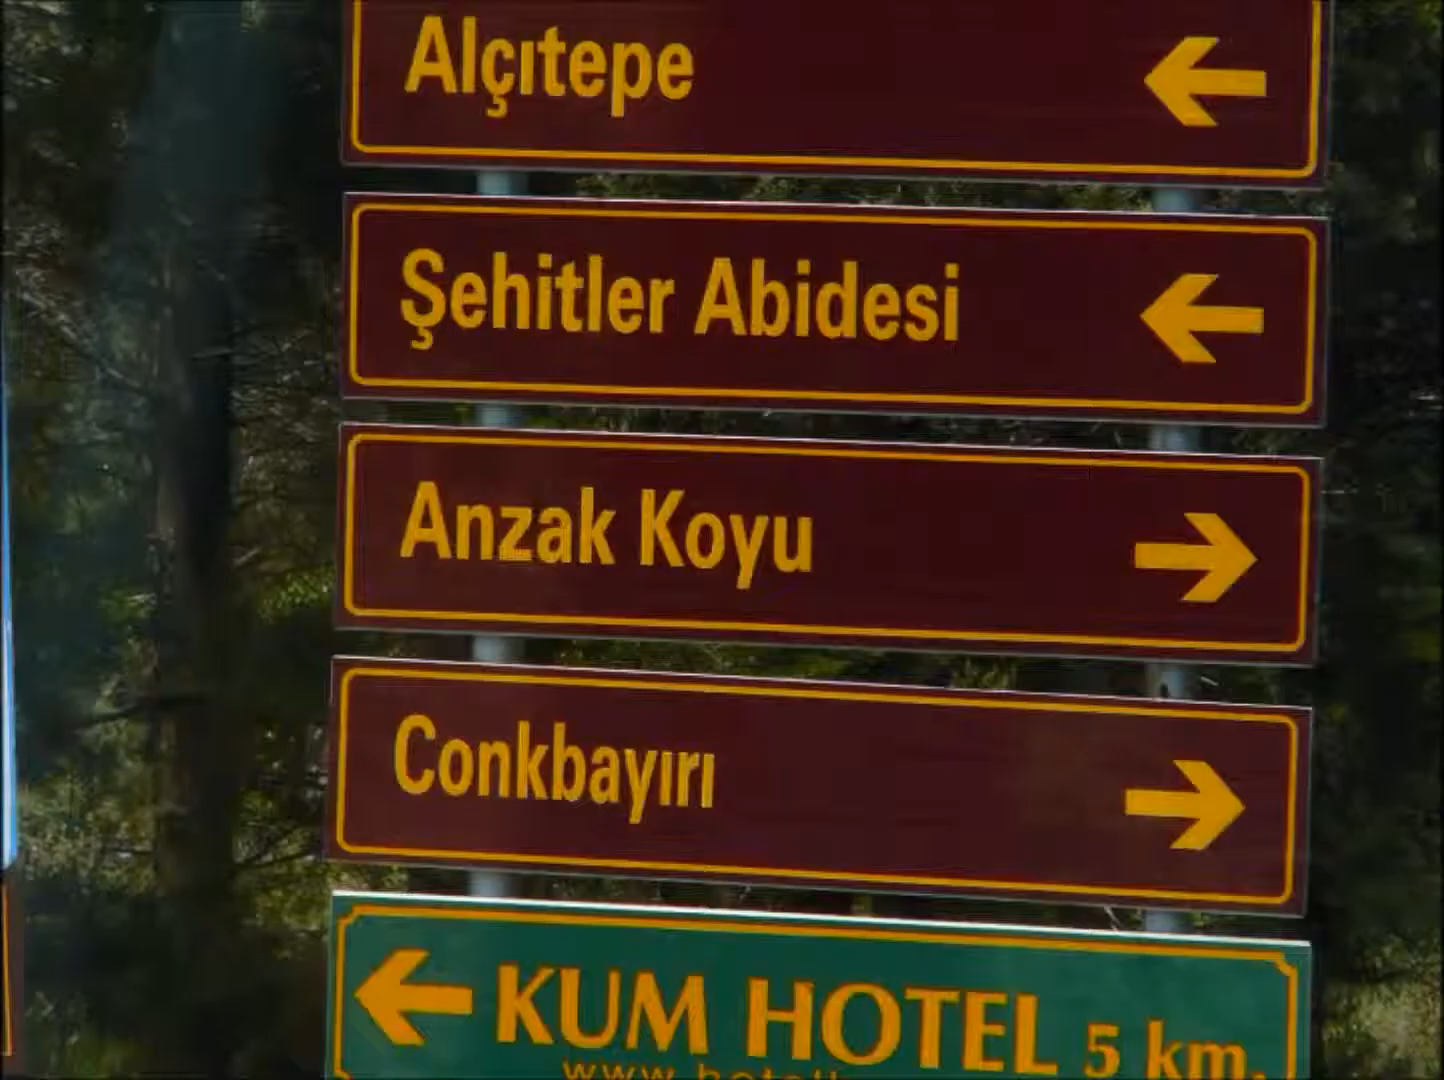 Alçıtepe
Şehitler Abidesi
Anzak Koyu
Conkbayırı
KUM HOTEL 5 km.